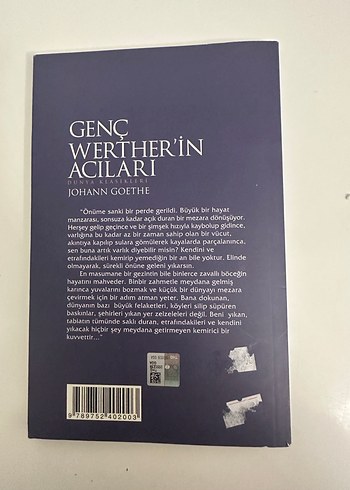 GENÇ
WERTHER'İN
ACILARI
DÜNYA KLASİKLERİ
JOHANN GOETHE
"Önüme sanki bir perde gerildi. Büyük bir hayat
manzarası, sonsuza kadar açık duran bir mezara dönüşüyor.
Herşey gelip geçince ve bir şimşek hızıyla kaybolup gidince,
varlığına bu kadar az bir zaman sahip olan bir vücut,
akıntıya kapılıp sulara gömülerek kayalarda parçalanınca,
sen buna artık varlık diyebilir misin? Kendini ve
etrafındakileri kemirip yemediğin bir an bile yoktur. Elinde
olmayarak, sürekli önüne geleni yıkarsın.
En masumane bir gezintin bile binlerce zavallı böceğin
hayatını mahveder. Binbir zahmetle meydana gelmiş
karınca yuvalarını bozmak ve küçük bir dünyayı mezara
çevirmek için bir adım atman yeter. Bana dokunan,
dünyanın bazı büyük felaketleri, köyleri silip süpüren
baskınlar, şehirleri yıkan yer zelzeleleri değil. Beni yıkan,
tabiatın tümünde saklı duran, etrafındakileri ve kendini
yıkacak hiçbir şey meydana getirmeyen kemirici bir
kuvvettir..."
9 789752 402003